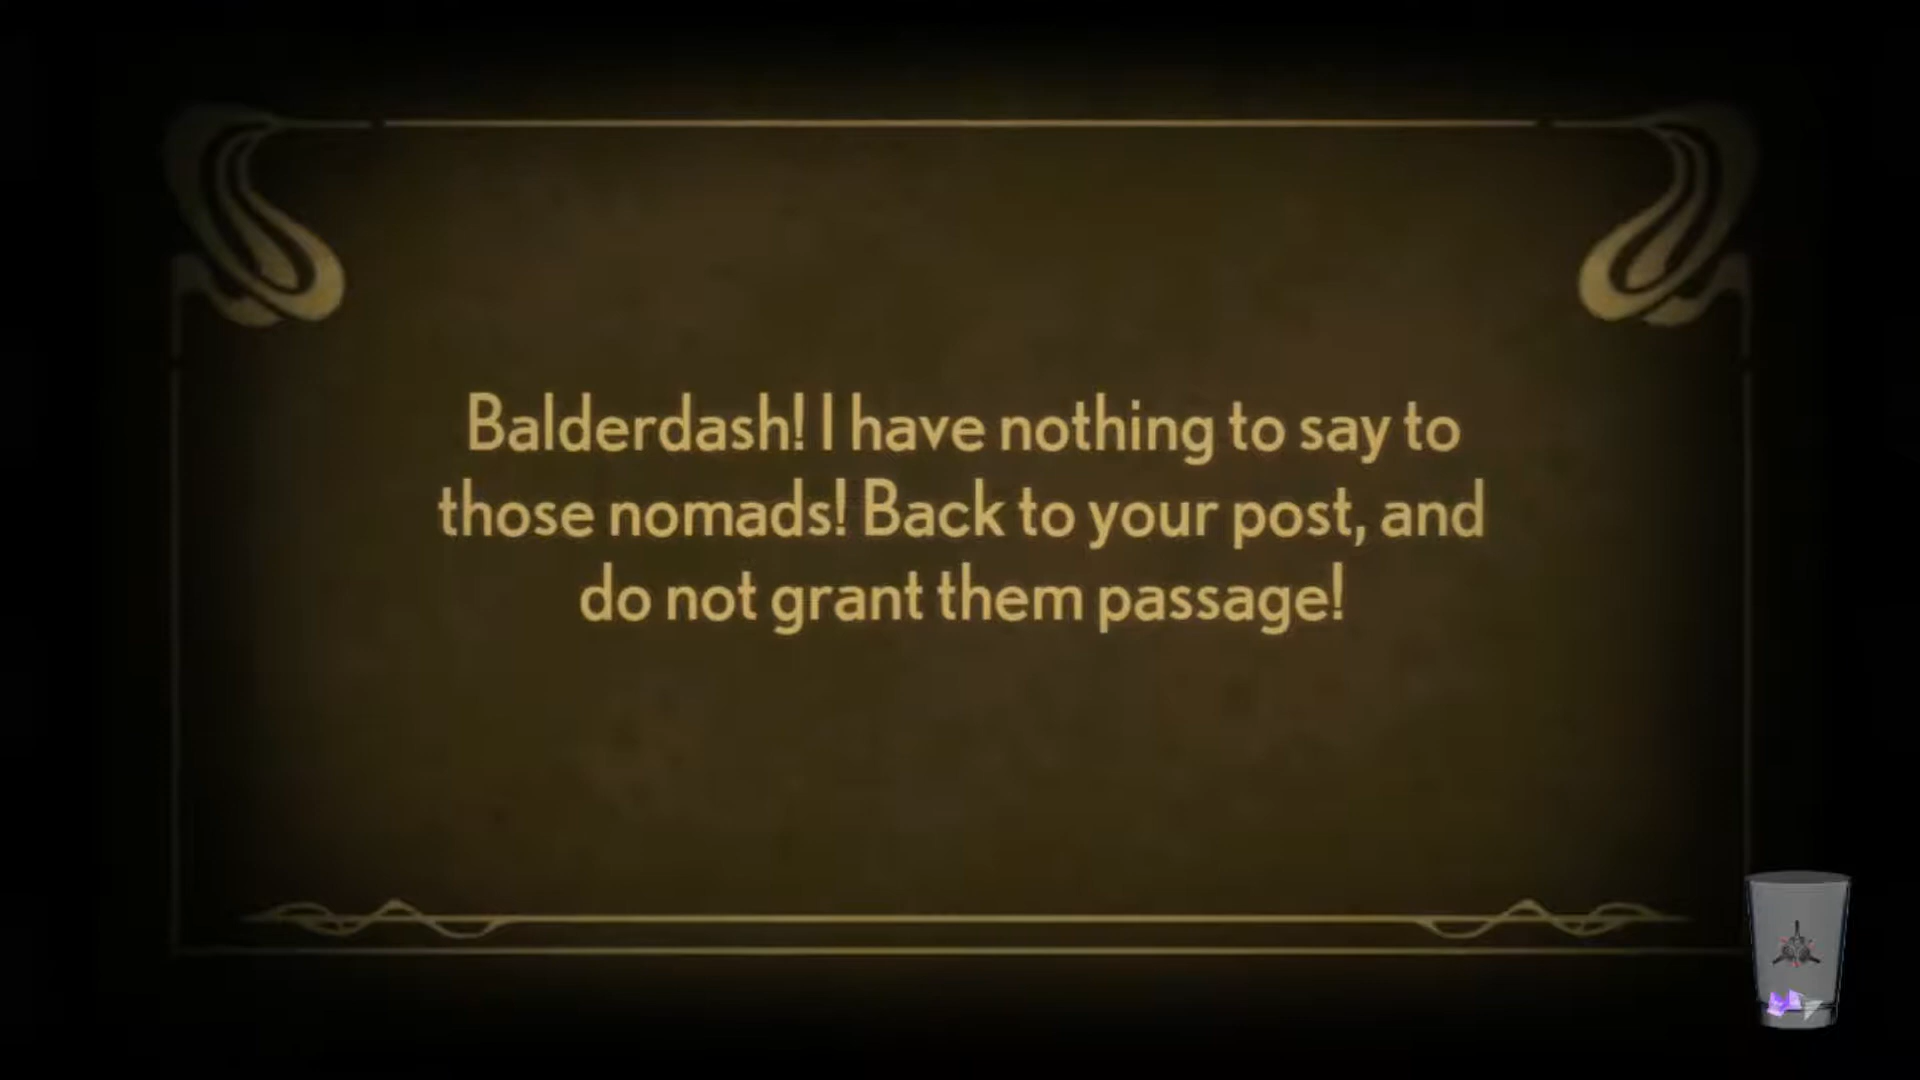 Balderdash! I have nothing to say to
those nomads! Back to your post, and
do not grant them passage!